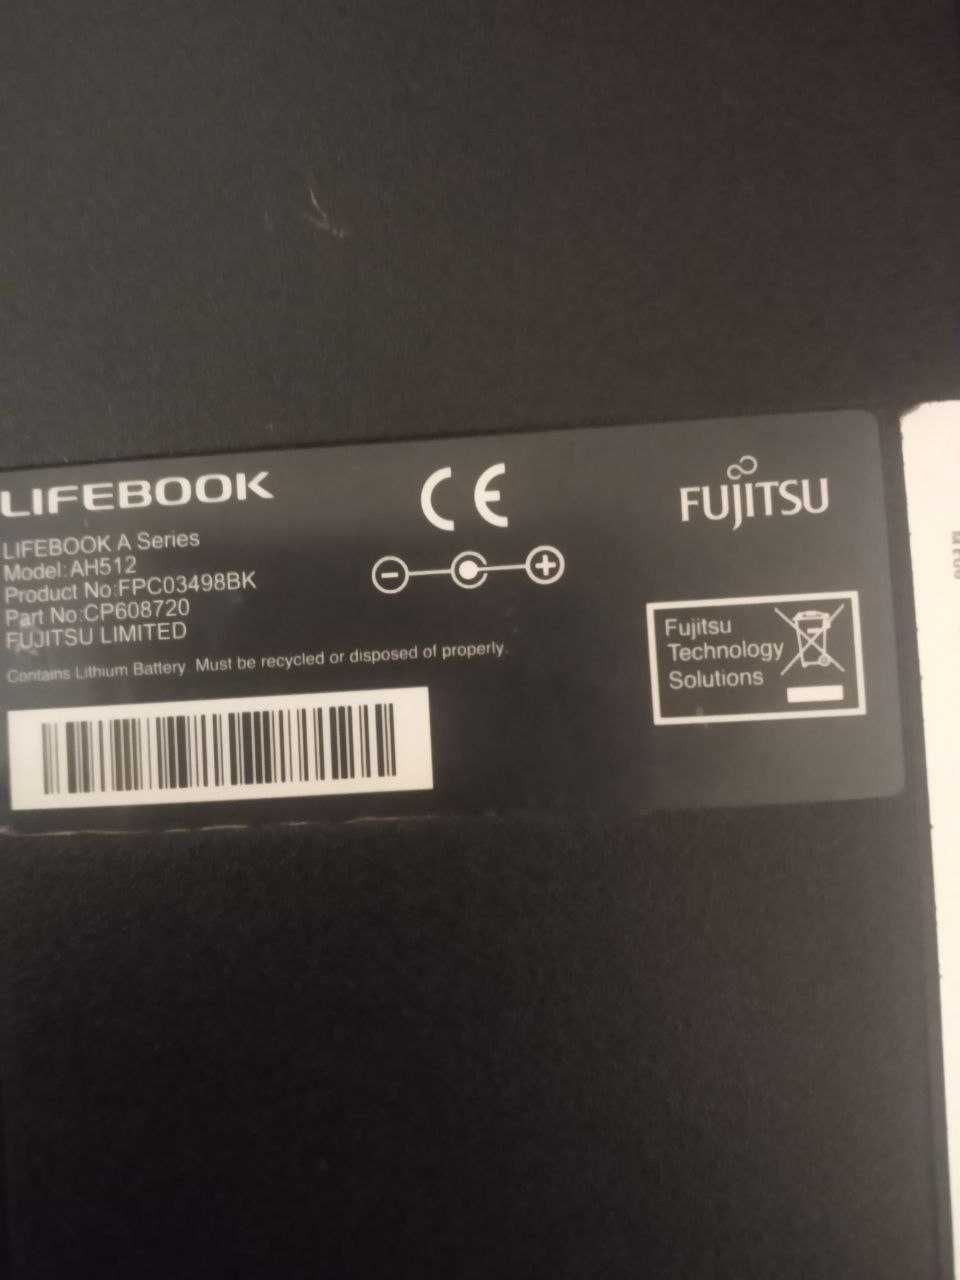 LIFEBOOK
LIFEBOOK A Series
Model:AH512
Product No:FPC03498BK
Part No:CP608720
FUJITSU LIMITED
Contains Lithium Battery. Must be recycled or disposed of properly.
CE
FUJITSU
Fujitsu
Technology
Solutions